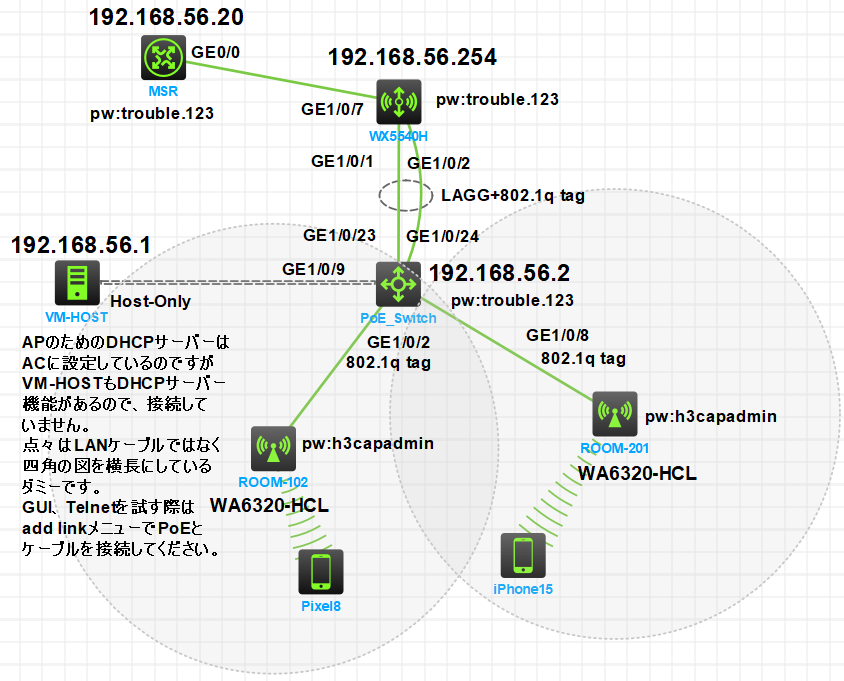 192.168.56.20
GE0/0
MSR
pw:trouble.123
192.168.56.254
GE1/0/7
pw:trouble.123
WX5540H
GE1/0/1
GE1/0/2
LAGG+802.1q tag
GE1/0/23
GE1/0/24
192.168.56.1
GE1/0/9
192.168.56.2
Host-Only
pw:trouble.123
VM-HOST
PoE_Switch
APのためのDHCPサーバーは
ACに設定しているのですが
VM-HOSTもDHCPサーバー
機能があるので、接続して
いません。
点々はLANケーブルではなく
四角の図を横長にしている
ダミーです。
GUI、Telnetを試す際は
add linkメニューでPoEと
ケーブルを接続してください。
GE1/0/2
802.1q tag
GE1/0/8
802.1q tag
pw:h3capadmin
ROOM-102
WA6320-HCL
pw:h3capadmin
ROOM-201
WA6320-HCL
Pixel8
iPhone15